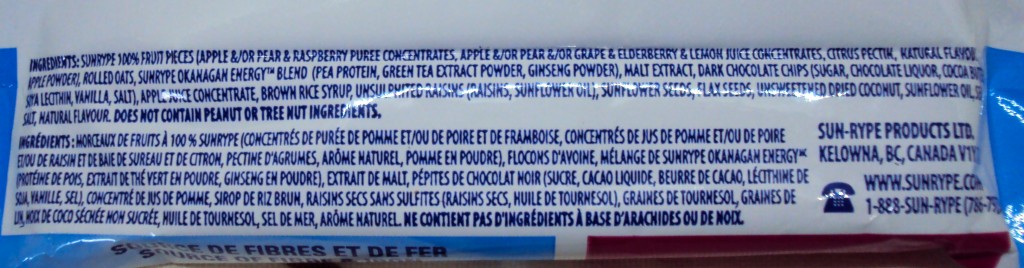 INGREDIENTS: SUNRYPE 100% FRUIT PIECES (APPLE &/OR PEAR & RASPBERRY PUREE CONCENTRATES, APPLE &/OR PEAR &/OR GRAPE & ELDERBERRY & LEMON JUICE CONCENTRATES, CITRUS PECTIN, NATURAL
APPLE POWDER), ROLLED OATS, SUNRYPE OKANAGAN ENERGY™ BLEND (PEA PROTEIN, GREEN TEA EXTRACT POWDER, GINSENG POWDER), MALT EXTRACT, DARK CHOCOLATE CHIPS (SUGAR, CHOCOLATE LIQUOR, COCOA
SOYA LECITHIN, VANILLA, SALT), APPLE JUICE CONCENTRATE, BROWN RICE SYRUP, UNSULPHITED RAISINS (RAISINS, SUNFLOWER OIL), SUNFLOWER SEEDS, FLAX SEEDS, UNSWEETENED DRIED COCONUT, SUNFLOWER OIL,
SALT, NATURAL FLAVOUR. DOES NOT CONTAIN PEANUT OR TREE NUT INGREDIENTS.
INGRÉDIENTS: MORCEAUX DE FRUITS À 100 % SUNRYPE (CONCENTRÉS DE PURÉE DE POMME ET/OU DE POIRE ET DE FRAMBOISE, CONCENTRÉS DE JUS DE POMME ET/OU DE POIRE
ET/OU DE RAISIN ET DE BAIE DE SUREAU ET DE CITRON, PECTINE D'AGRUMES, ARÔME NATUREL, POMME EN POUDRE), FLOCONS D'AVOINE, MÉLANGE DE SUNRYPE OKANAGAN ENERGY
(PROTÉINE DE POIS, EXTRAIT DE THÉ VERT EN POUDRE, GINSENG EN POUDRE), EXTRAIT DE MALT, PÉPITES DE CHOCOLAT NOIR (SUCRE, CACAO LIQUIDE, BEURRE DE CACAO, LÉCITHINE DE
SOJA, VANILLE, SEL), CONCENTRÉ DE JUS DE POMME, SIROP DE RIZ BRUN, RAISINS SECS SANS SULFITES (RAISINS SECS, HUILE DE TOURNESOL), GRAINES DE TOURNESOL, GRAINES DE
LIN, NOIX DE COCO SÉCHÉE NON SUCRÉE, HUILE DE TOURNESOL, SEL DE MER, ARÔME NATUREL. NE CONTIENT PAS D'INGRÉDIENTS À BASE D'ARACHIDES OU DE NOIX.
SUN-RYPE PRODUCTS LTD.
KELOWNA, BC, CANADA
WWW.SUNRYPE.COM
1-888-SUN-RYPE
SOURCE DE FIBRES ET DE FER